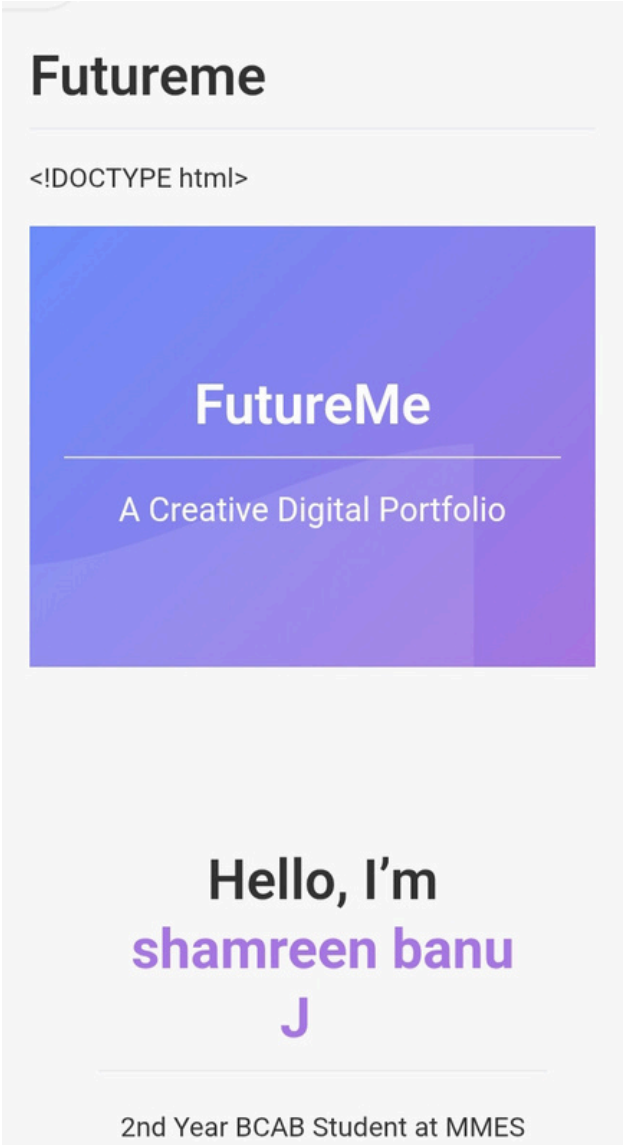 Futureme
<!DOCTYPE html>
FutureMe
A Creative Digital Portfolio
Hello, I’m
shamreen banu
J
2nd Year BCAB Student at MMES